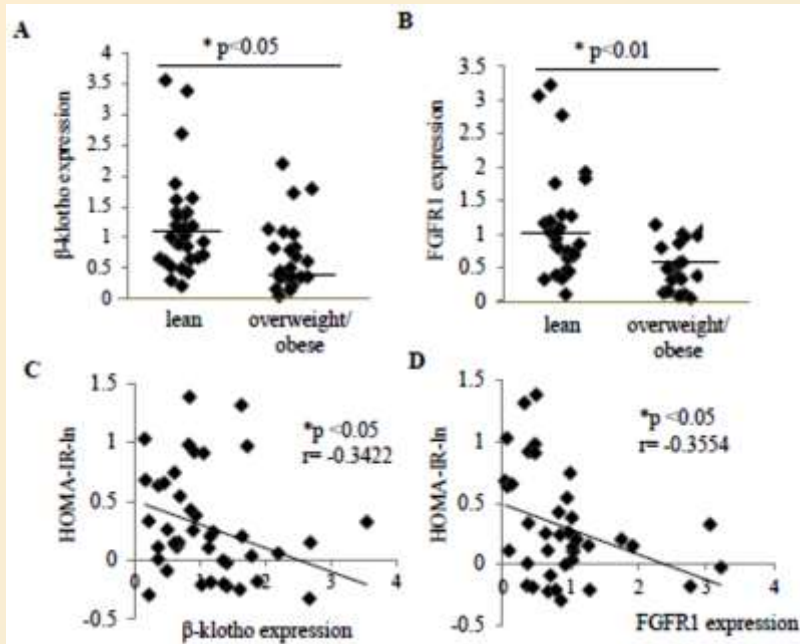 A
* p<0.05
4
3.5
3
2.5
2
1.5
1
0.5
0
β-klotho expression
lean
overweight/
obese
B
* p<0.01
3.5
3
2.5
2
1.5
1
0.5
0
FGFR1 expression
lean
overweight/
obese
C
1.5
1
0.5
0
-0.5
HOMA-IR-ln
*p <0.05
r= -0.3422
0 1 2 3 4
β-klotho expression
D
1.5
1
0.5
0
-0.5
HOMA-IR-ln
*p <0.05
r= -0.3554
0 1 2 3 4
FGFR1 expression